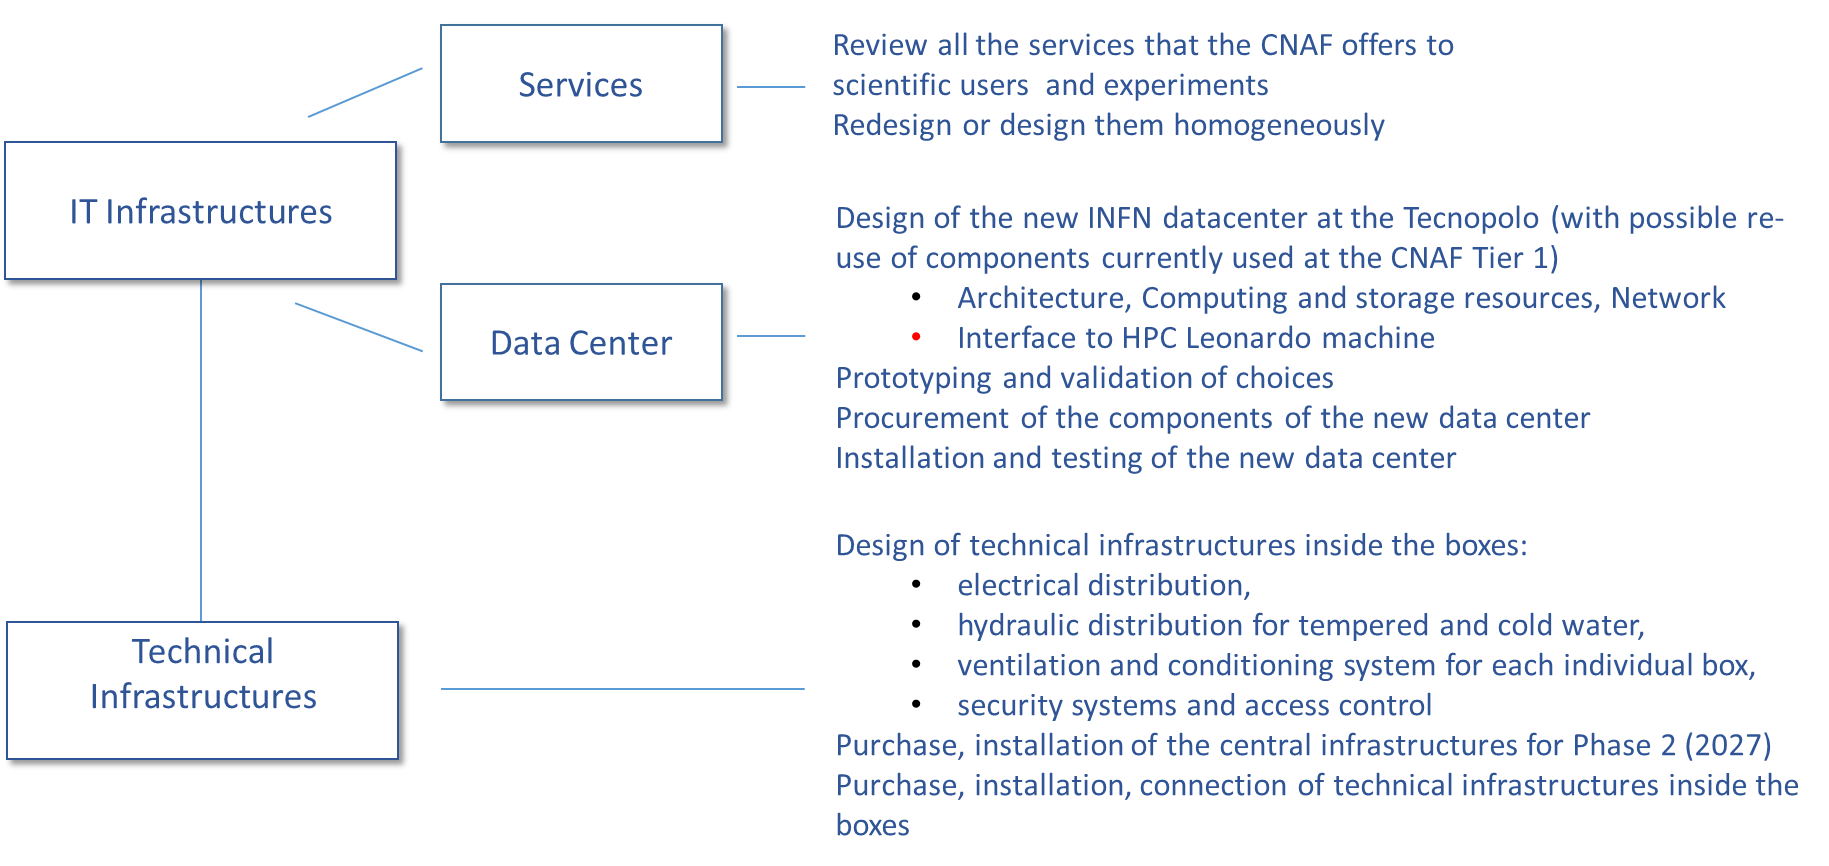 Services
Review all the services that the CNAF offers to
scientific users and experiments
Redesign or design them homogeneously
IT Infrastructures
Data Center
Design of the new INFN datacenter at the Tecnopolo (with possible re-
use of components currently used at the CNAF Tier 1)
• Architecture, Computing and storage resources, Network
• Interface to HPC Leonardo machine
Prototyping and validation of choices
Procurement of the components of the new data center
Installation and testing of the new data center
Technical
Infrastructures
Design of technical infrastructures inside the boxes:
• electrical distribution,
• hydraulic distribution for tempered and cold water,
• ventilation and conditioning system for each individual box,
• security systems and access control
Purchase, installation of the central infrastructures for Phase 2 (2027)
Purchase, installation, connection of technical infrastructures inside the
boxes